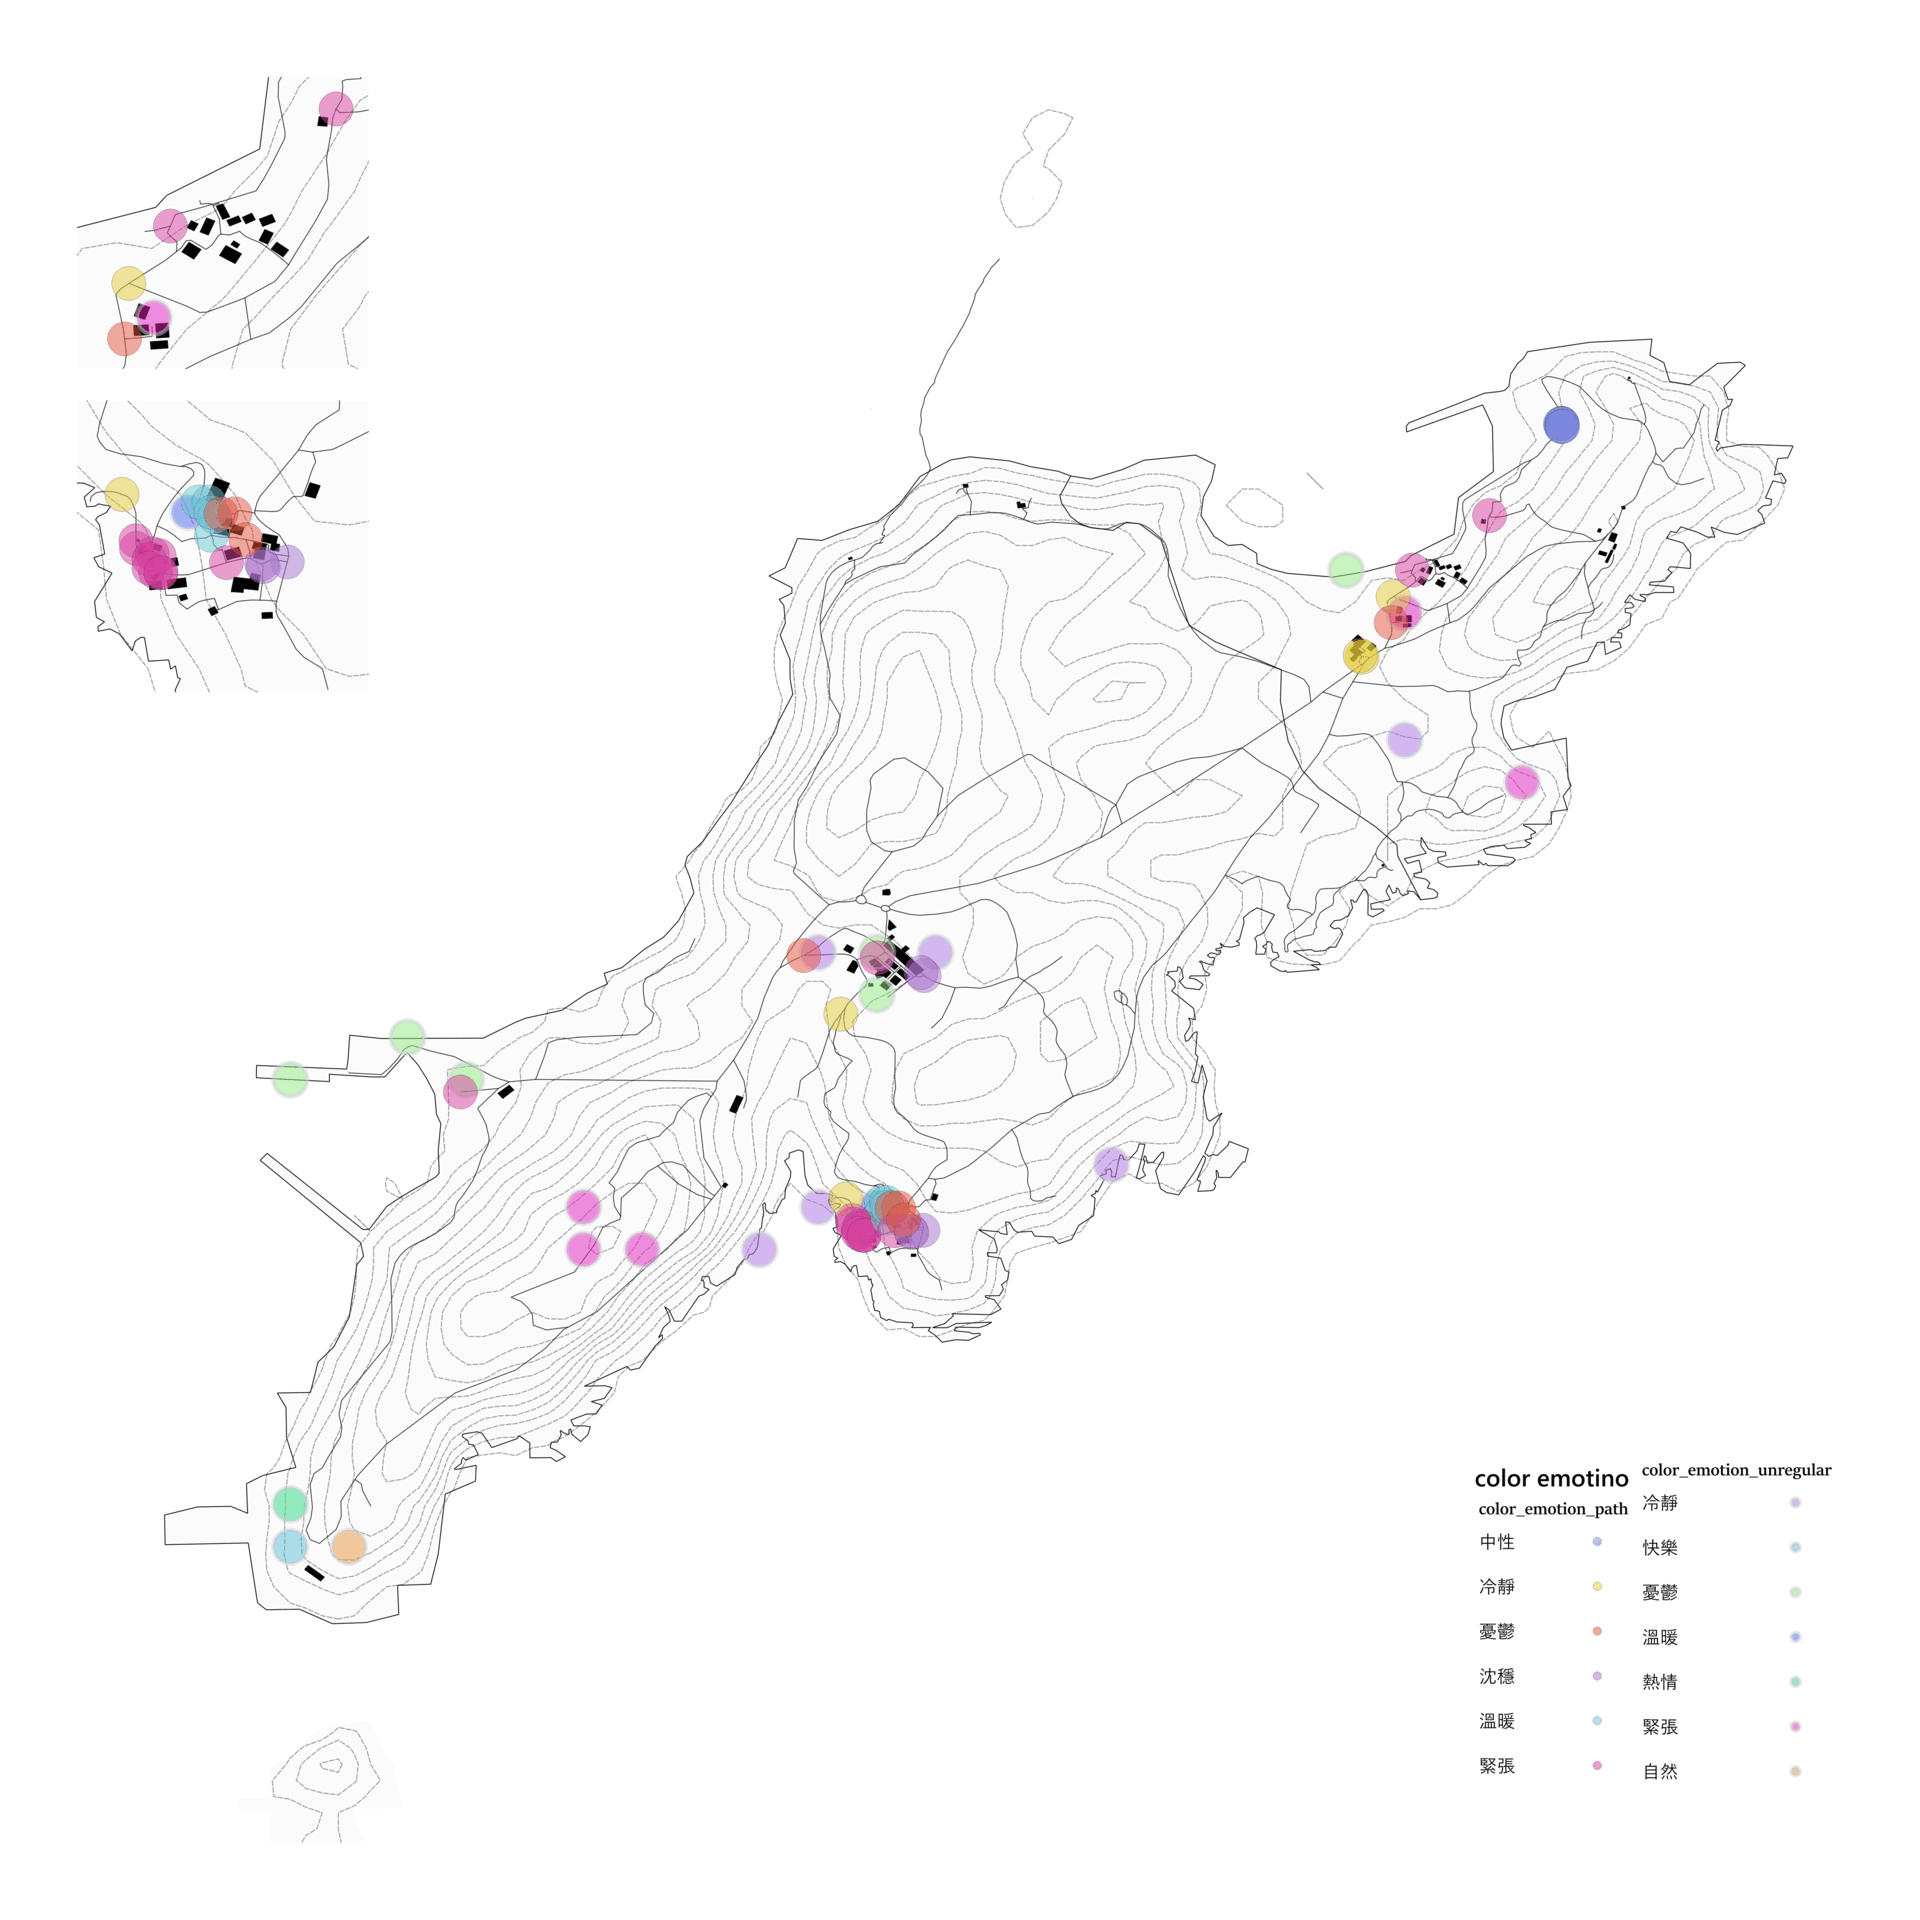 color emotino
color_emotion_path
中性
冷靜
憂鬱
沈穩
溫暖
緊張
color_emotion_unregular
冷靜
快樂
憂鬱
溫暖
熱情
緊張
自然